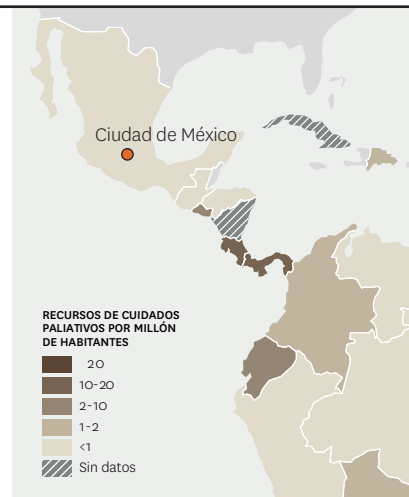 Ciudad de México
RECURSOS DE CUIDADOS
PALIATIVOS POR MILLÓN
DE HABITANTES
20
10-20
2-10
1-2
<1
Sin datos